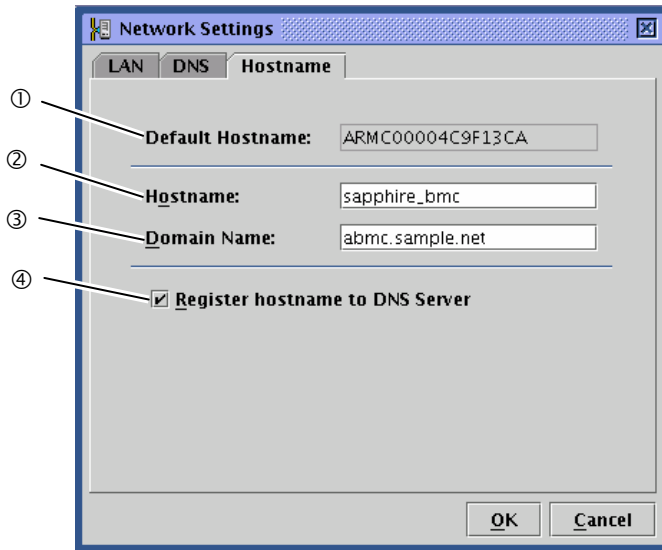 Network Settings
LAN DNS Hostname
① Default Hostname: ARMC00004C9F13CA
② Hostname: sapphire_bmc
③ Domain Name: abmc.sample.net
④ Register hostname to DNS Server
OK Cancel